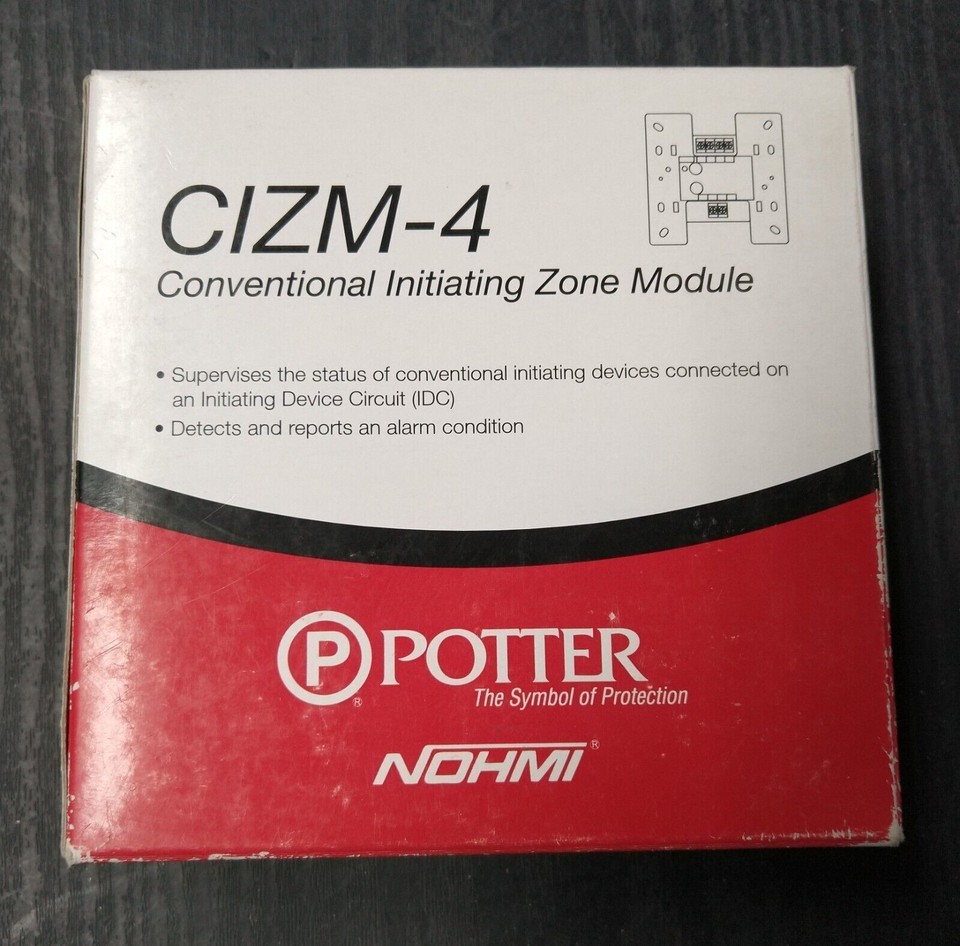 CIZM-4
Conventional Initiating Zone Module
• Supervises the status of conventional initiating devices connected on
an Initiating Device Circuit (IDC)
• Detects and reports an alarm condition
P POTTER
®
The Symbol of Protection
NOHMI®